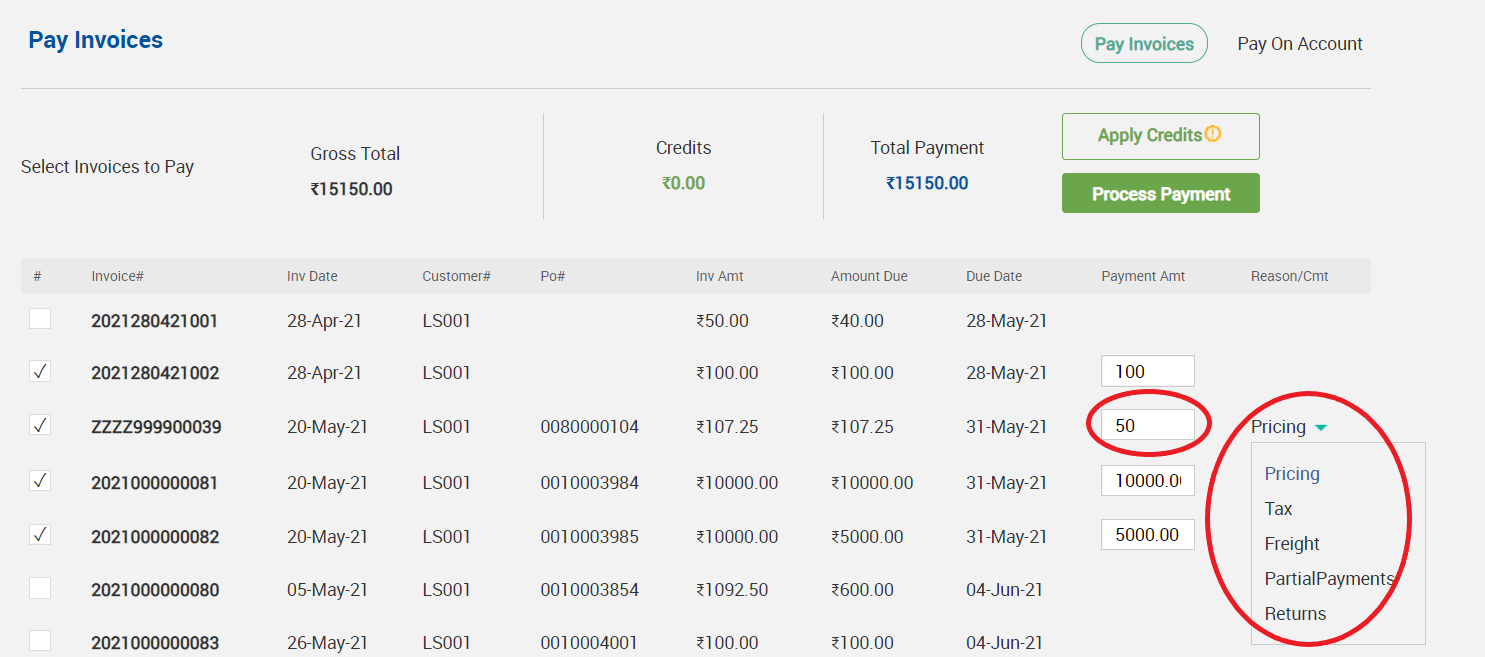 Pay Invoices
Pay Invoices Pay On Account
Select Invoices to Pay
Gross Total
₹15150.00
Credits
₹0.00
Total Payment
₹15150.00
Apply Credits
Process Payment
# Invoice# Inv Date Customer# Po# Inv Amt Amount Due Due Date Payment Amt Reason/Cmt
2021280421001 28-Apr-21 LS001 ₹50.00 ₹40.00 28-May-21
2021280421002 28-Apr-21 LS001 ₹100.00 ₹100.00 28-May-21 100
ZZZZ999900039 20-May-21 LS001 0080000104 ₹107.25 ₹107.25 31-May-21 50 Pricing
2021000000081 20-May-21 LS001 0010003984 ₹10000.00 ₹10000.00 31-May-21 10000.0
2021000000082 20-May-21 LS001 0010003985 ₹10000.00 ₹5000.00 31-May-21 5000.00
2021000000080 05-May-21 LS001 0010003854 ₹1092.50 ₹600.00 04-Jun-21
2021000000083 26-May-21 LS001 0010004001 ₹100.00 ₹100.00 04-Jun-21
Pricing
Tax
Freight
PartialPayments
Returns